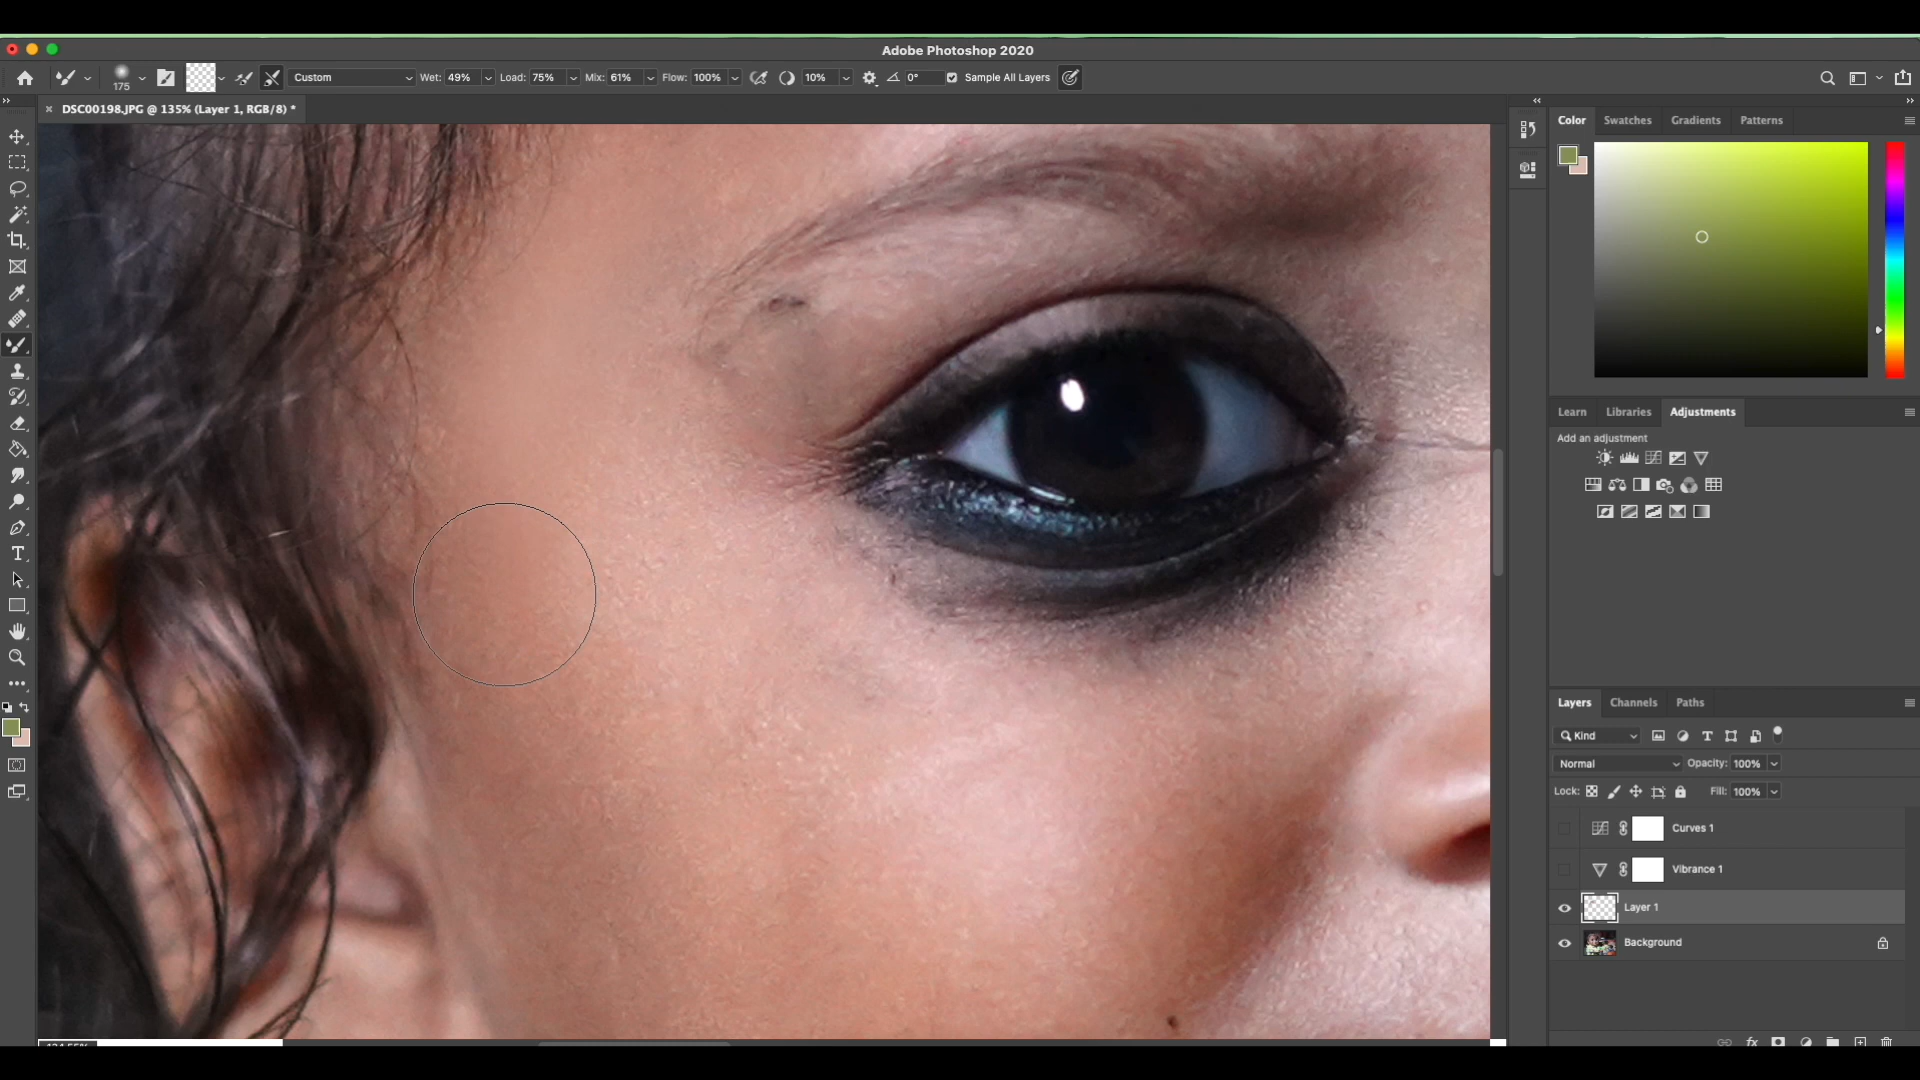 Adobe Photoshop 2020
175
Custom Wet: 49% Load: 75% Mix: 61% Flow: 100% 10% 0° Sample All Layers
× DSC00198.JPG @ 135% (Layer 1, RGB/8) *
Color Swatches Gradients Patterns
Learn Libraries Adjustments
Add an adjustment
Layers Channels Paths
Kind
Normal Opacity: 100%
Lock: Fill: 100%
Curves 1
Vibrance 1
Layer 1
Background
fx